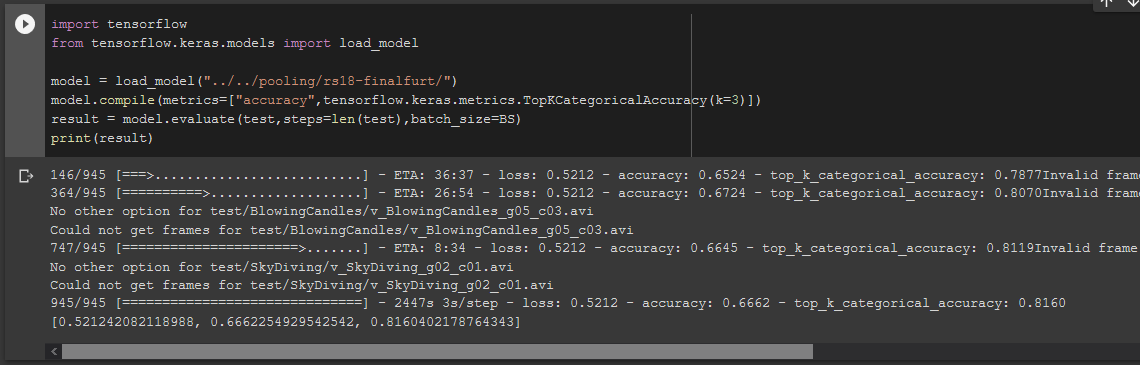 import tensorflow
from tensorflow.keras.models import load_model
model = load_model("../../pooling/rs18-finalfurt/")
model.compile(metrics=["accuracy",tensorflow.keras.metrics.TopKCategoricalAccuracy(k=3)])
result = model.evaluate(test,steps=len(test),batch_size=BS)
print(result)
146/945 [===>..........................] - ETA: 36:37 - loss: 0.5212 - accuracy: 0.6524 - top_k_categorical_accuracy: 0.7877Invalid frame
364/945 [==========>...................] - ETA: 26:54 - loss: 0.5212 - accuracy: 0.6724 - top_k_categorical_accuracy: 0.8070Invalid frame
No other option for test/BlowingCandles/v_BlowingCandles_g05_c03.avi
Could not get frames for test/BlowingCandles/v_BlowingCandles_g05_c03.avi
747/945 [======================>.......] - ETA: 8:34 - loss: 0.5212 - accuracy: 0.6645 - top_k_categorical_accuracy: 0.8119Invalid frame
No other option for test/SkyDiving/v_SkyDiving_g02_c01.avi
Could not get frames for test/SkyDiving/v_SkyDiving_g02_c01.avi
945/945 [==============================] - 2447s 3s/step - loss: 0.5212 - accuracy: 0.6662 - top_k_categorical_accuracy: 0.8160
[0.521242082118988, 0.6662254929542542, 0.8160402178764343]